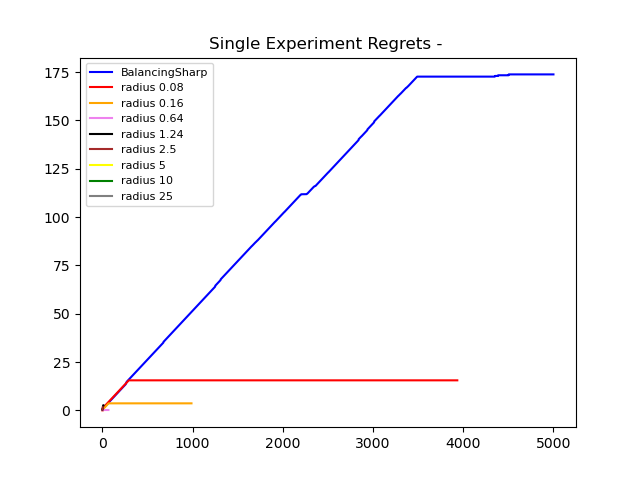 Single Experiment Regrets -
175
150
125
100
75
50
25
0
BalancingSharp
radius 0.08
radius 0.16
radius 0.64
radius 1.24
radius 2.5
radius 5
radius 10
radius 25
0 1000 2000 3000 4000 5000